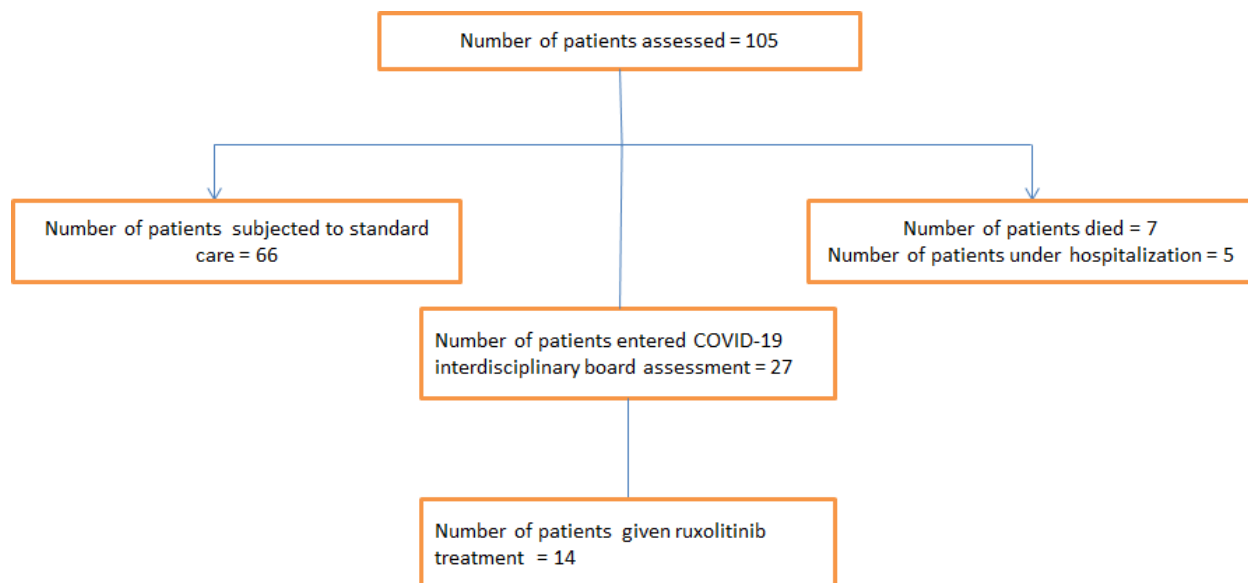 Number of patients assessed = 105
Number of patients subjected to standard
care = 66
Number of patients died = 7
Number of patients under hospitalization = 5
Number of patients entered COVID-19
interdisciplinary board assessment = 27
Number of patients given ruxolitinib
treatment = 14